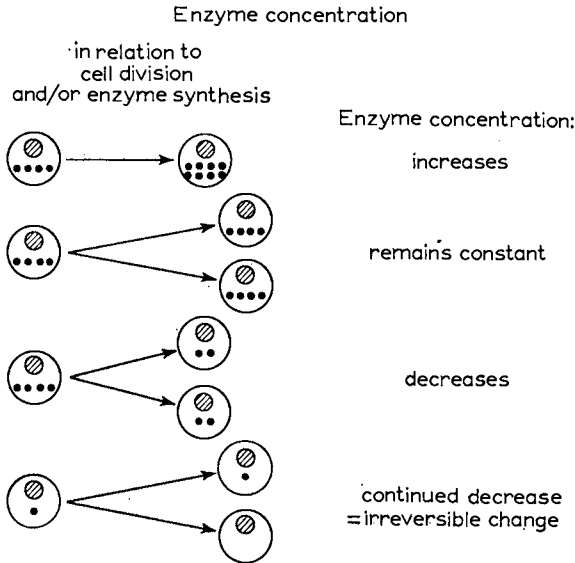 Enzyme concentration
in relation to
cell division
and/or enzyme synthesis
Enzyme concentration:
increases
remains constant
decreases
continued decrease
=irreversible change